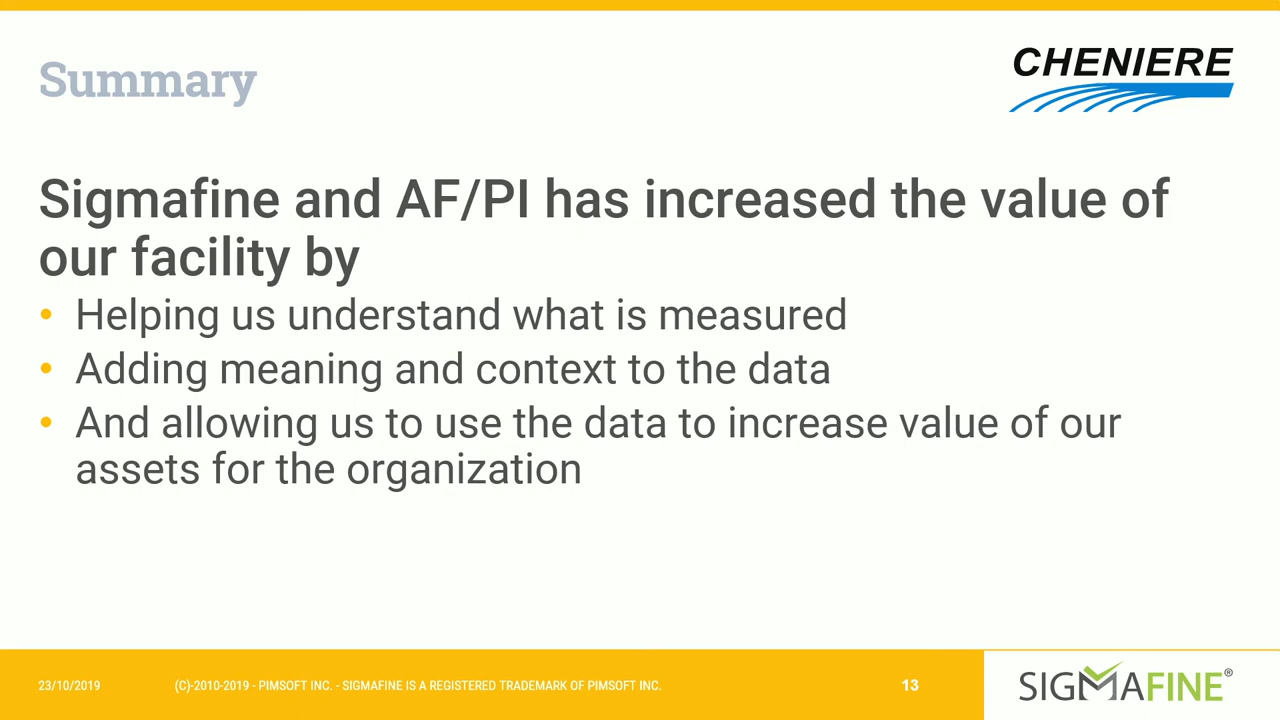 Summary
CHENIERE
Sigmafine and AF/PI has increased the value of
our facility by
• Helping us understand what is measured
• Adding meaning and context to the data
• And allowing us to use the data to increase value of our
assets for the organization
23/10/2019
(C)-2010-2019 - PIMSOFT INC. - SIGMAFINE IS A REGISTERED TRADEMARK OF PIMSOFT INC.
13
SIGMAFINE®